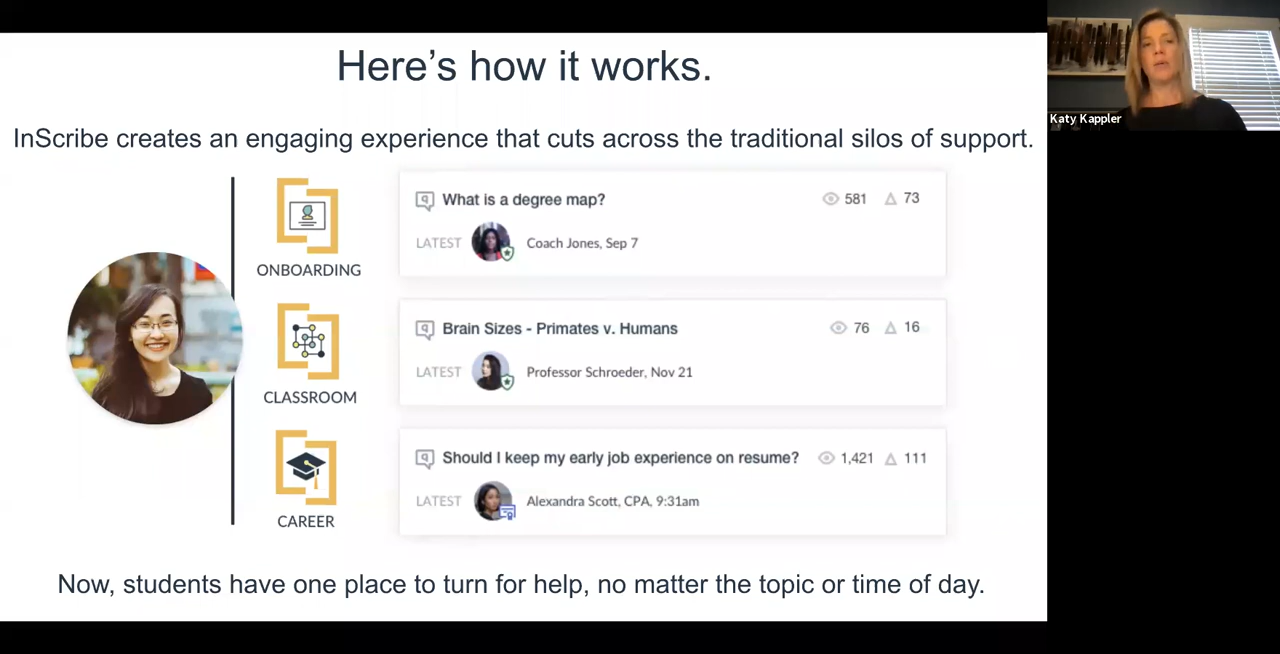 Here's how it works.
Katy Kappler
InScribe creates an engaging experience that cuts across the traditional silos of support.
ONBOARDING
What is a degree map?
581
73
LATEST
Coach Jones, Sep 7
CLASSROOM
Brain Sizes - Primates v. Humans
76
16
LATEST
Professor Schroeder, Nov 21
CAREER
Should I keep my early job experience on resume?
1,421
111
LATEST
Alexandra Scott, CPA, 9:31am
Now, students have one place to turn for help, no matter the topic or time of day.